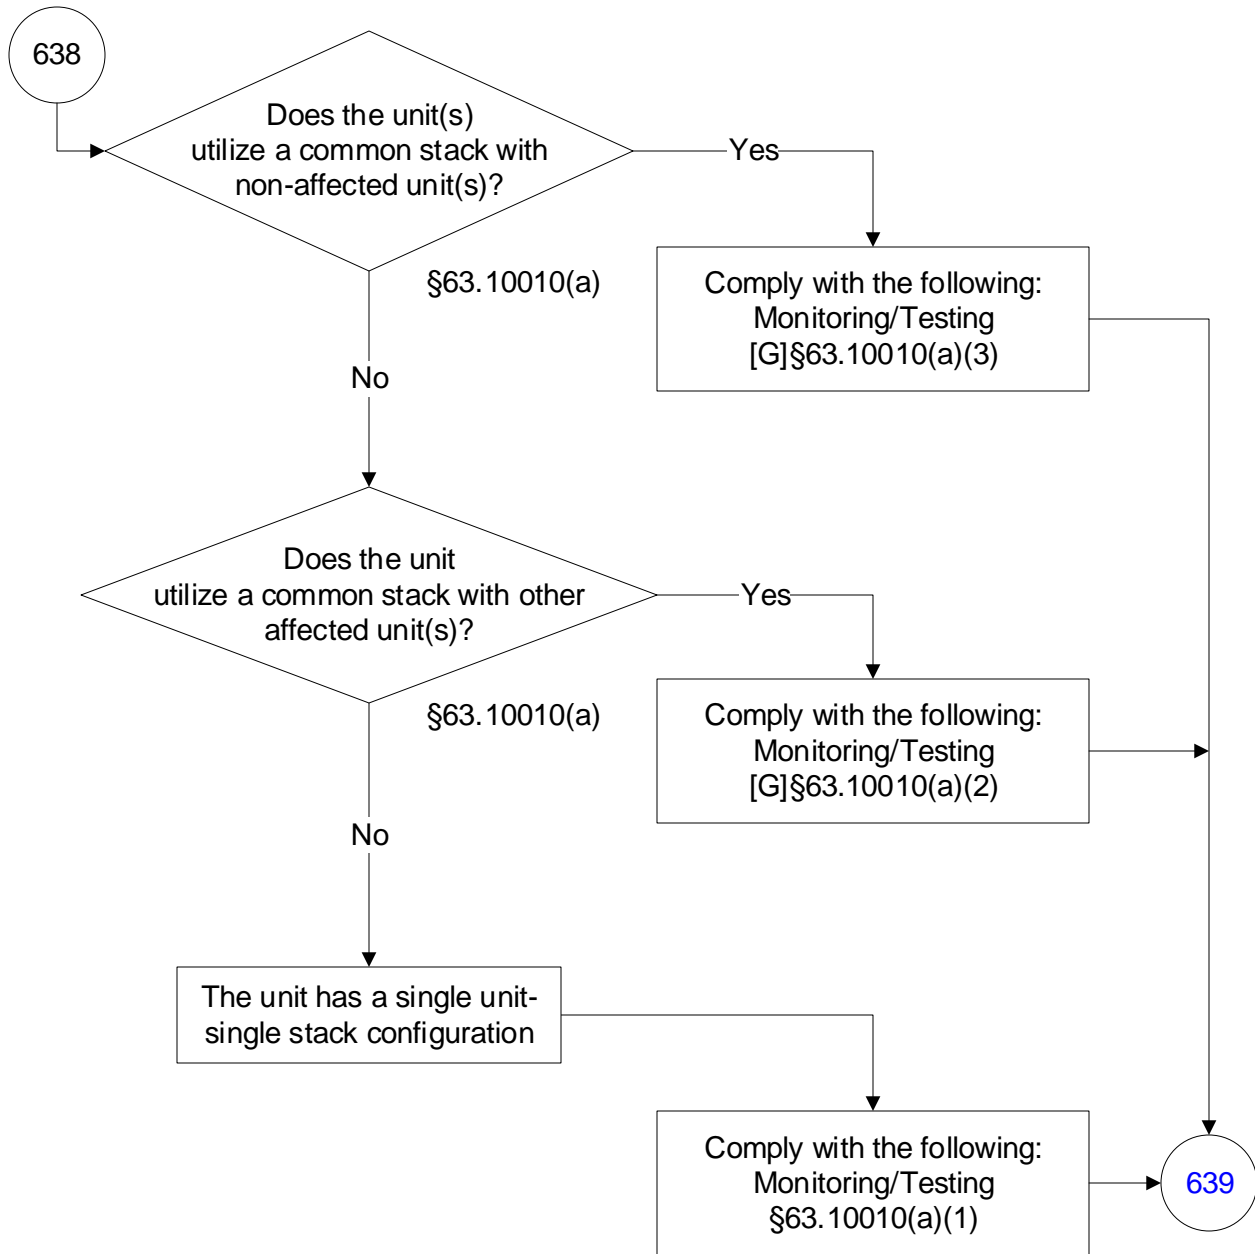 638
Does the unit(s)
utilize a common stack with
non-affected unit(s)?
Yes
§63.10010(a)
Comply with the following:
Monitoring/Testing
[G]§63.10010(a)(3)
No
Does the unit
utilize a common stack with other
affected unit(s)?
Yes
§63.10010(a)
Comply with the following:
Monitoring/Testing
[G]§63.10010(a)(2)
No
The unit has a single unit-
single stack configuration
Comply with the following:
Monitoring/Testing
§63.10010(a)(1)
639